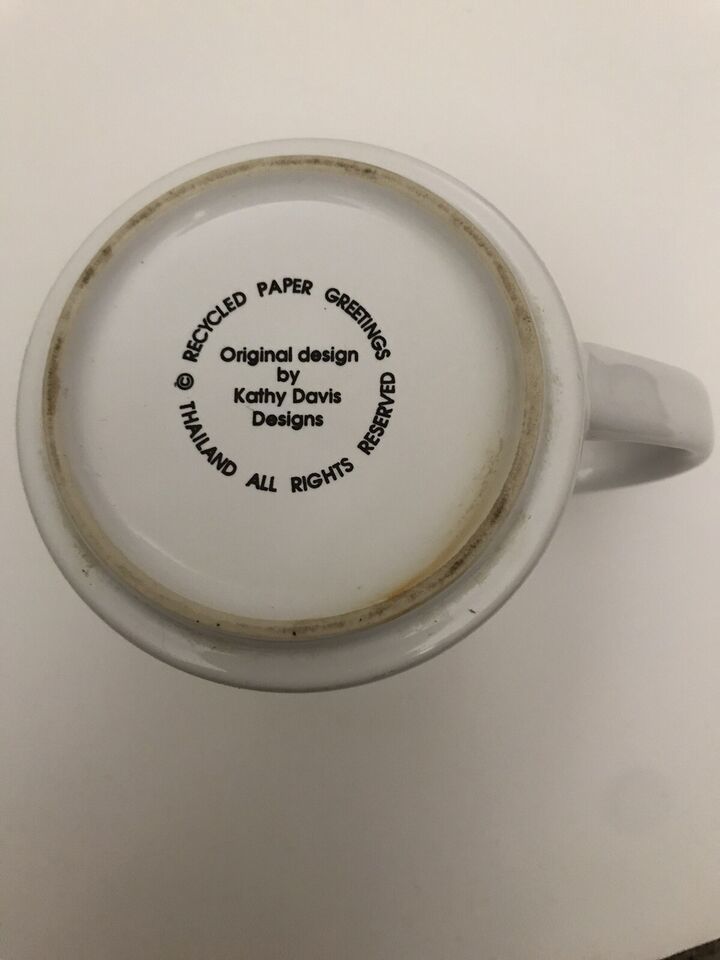 © RECYCLED PAPER GREETINGS
THAILAND ALL RIGHTS RESERVED
Original design
by
Kathy Davis
Designs